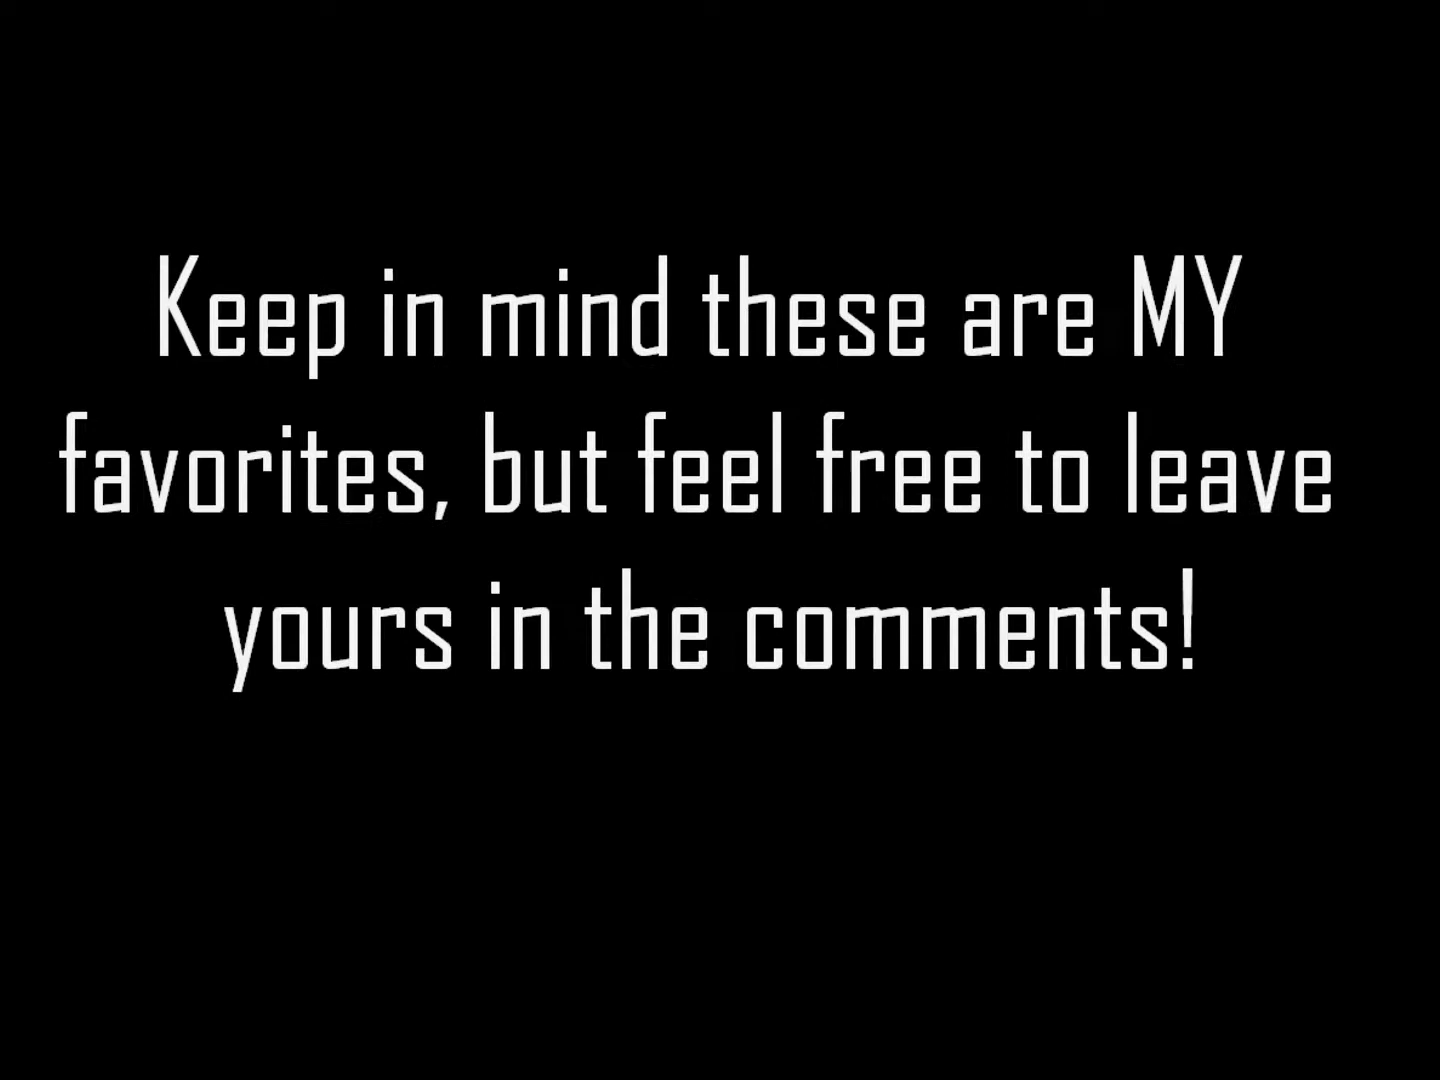 Keep in mind these are MY
favorites, but feel free to leave
yours in the comments!